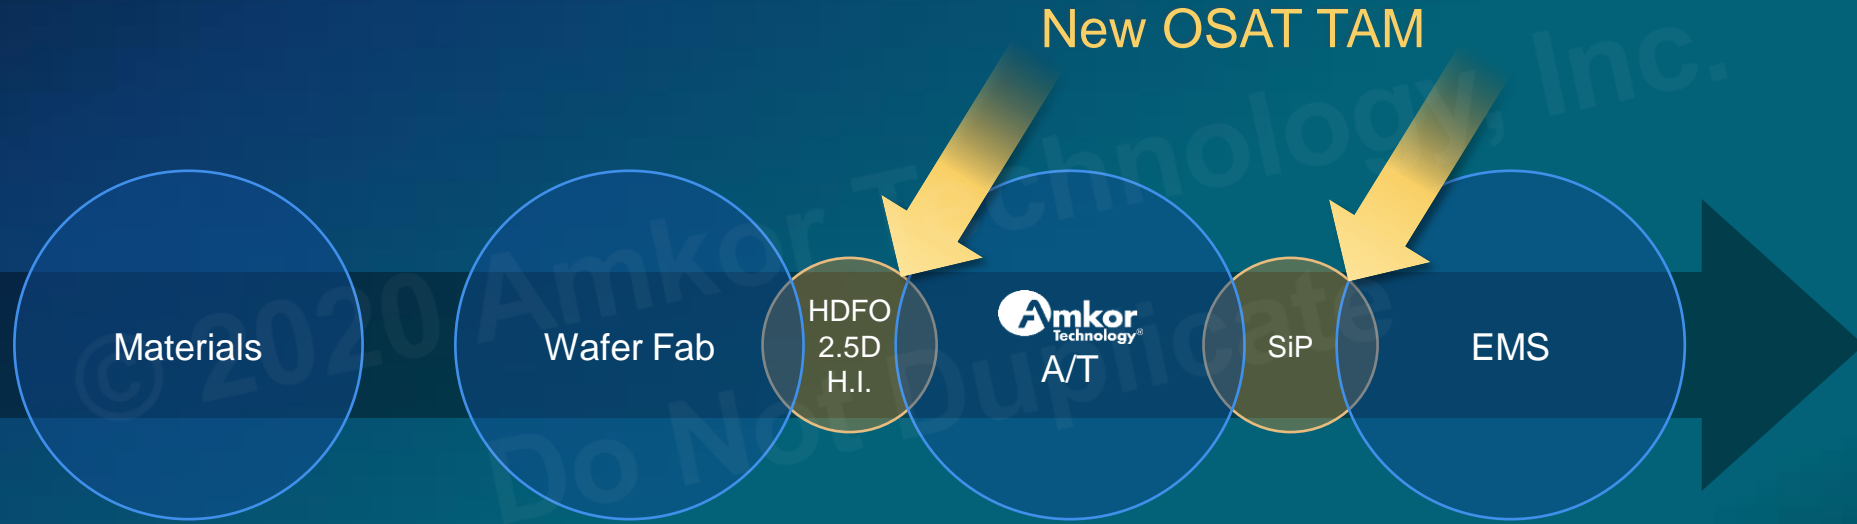 New OSAT TAM
Materials
Wafer Fab
HDFO
2.5D
H.I.
Amkor
Technology®
A/T
SiP
EMS
© 2020 Amkor Technology, Inc.
Do Not Duplicate